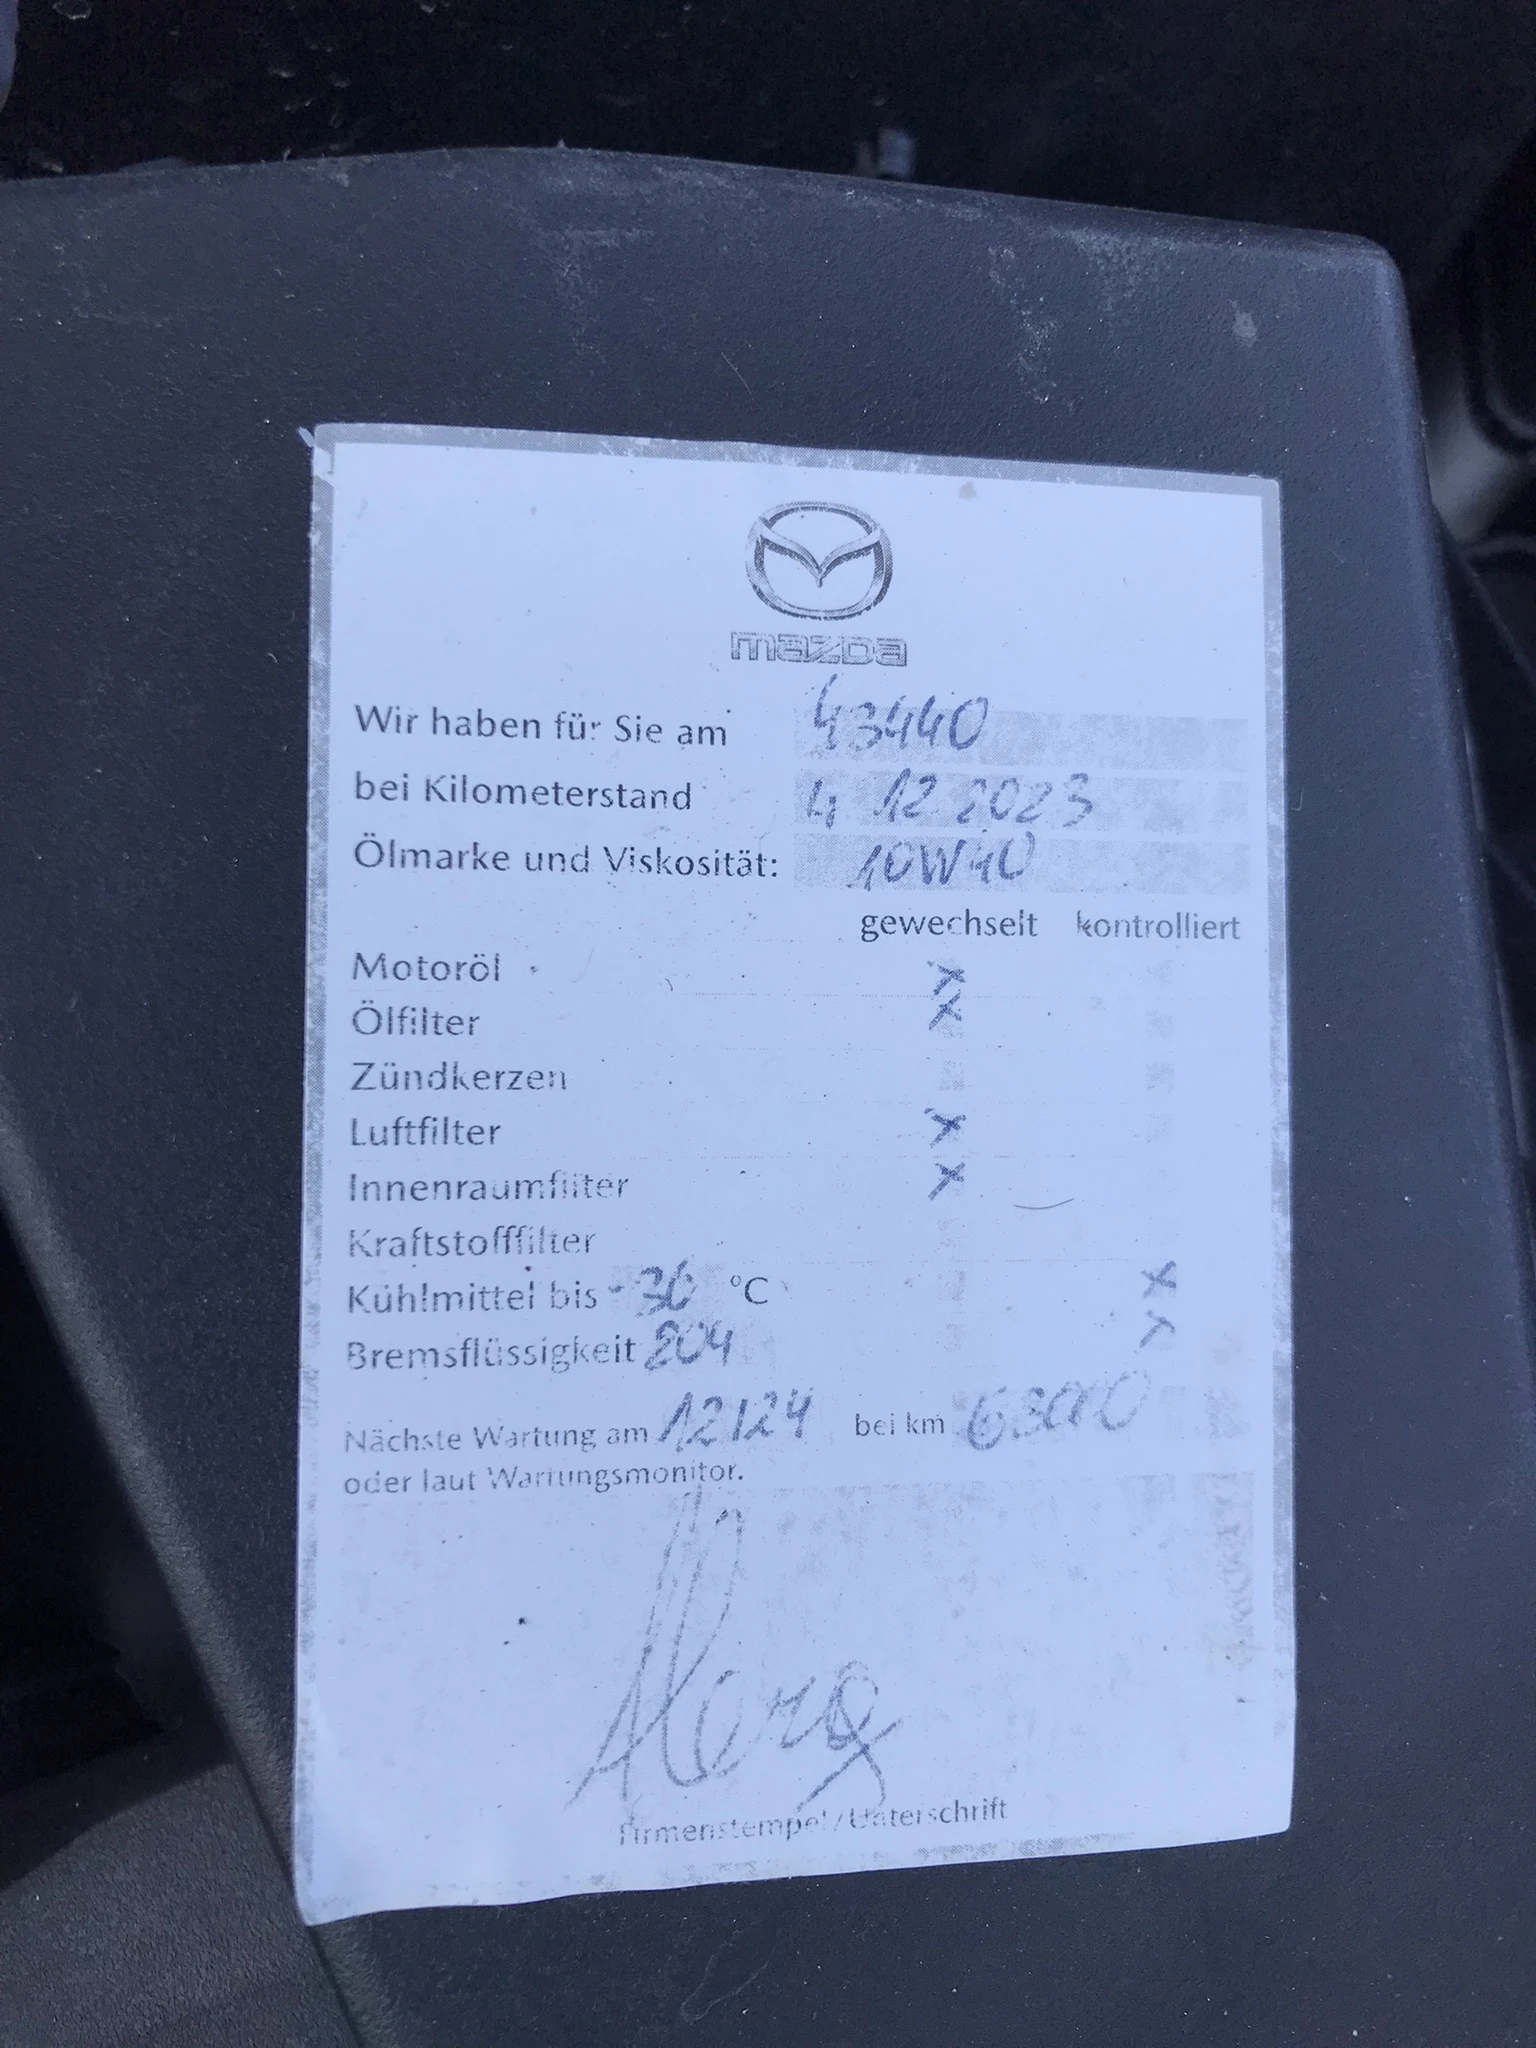 mazda
Wir haben für Sie am 43440
bei Kilometerstand 4 12 2023
Ölmarke und Viskosität: 10W40
gewechselt kontrolliert
Motoröl x
Ölfilter x
Zündkerzen
Luftfilter x
Innenraumfilter x
Kraftstofffilter
Kühlmittel bis -36 °C x
Bremsflüssigkeit 204 x
Nächste Wartung am 12/24 bei km
oder laut Wartungsmonitor.
Firmenstempel/Unterschrift